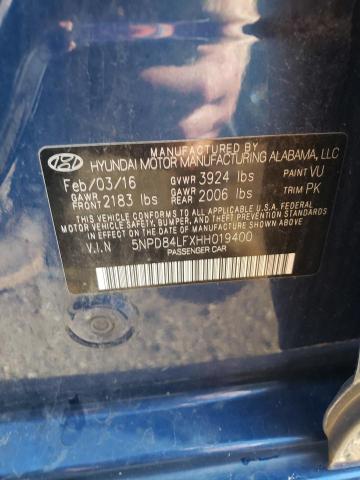 MANUFACTURED BY
HYUNDAI MOTOR MANUFACTURING ALABAMA, LLC
Feb/03/16 GVWR 3924 lbs PAINT VU
GAWR FRONT 2183 lbs GAWR REAR 2006 lbs TRIM PK
THIS VEHICLE CONFORMS TO ALL APPLICABLE U.S.A. FEDERAL
MOTOR VEHICLE SAFETY, BUMPER, AND THEFT PREVENTION STANDARDS
IN EFFECT ON THE DATE OF MANUFACTURE SHOWN ABOVE.
V.I.N 5NPD84LFXHH019400
PASSENGER CAR